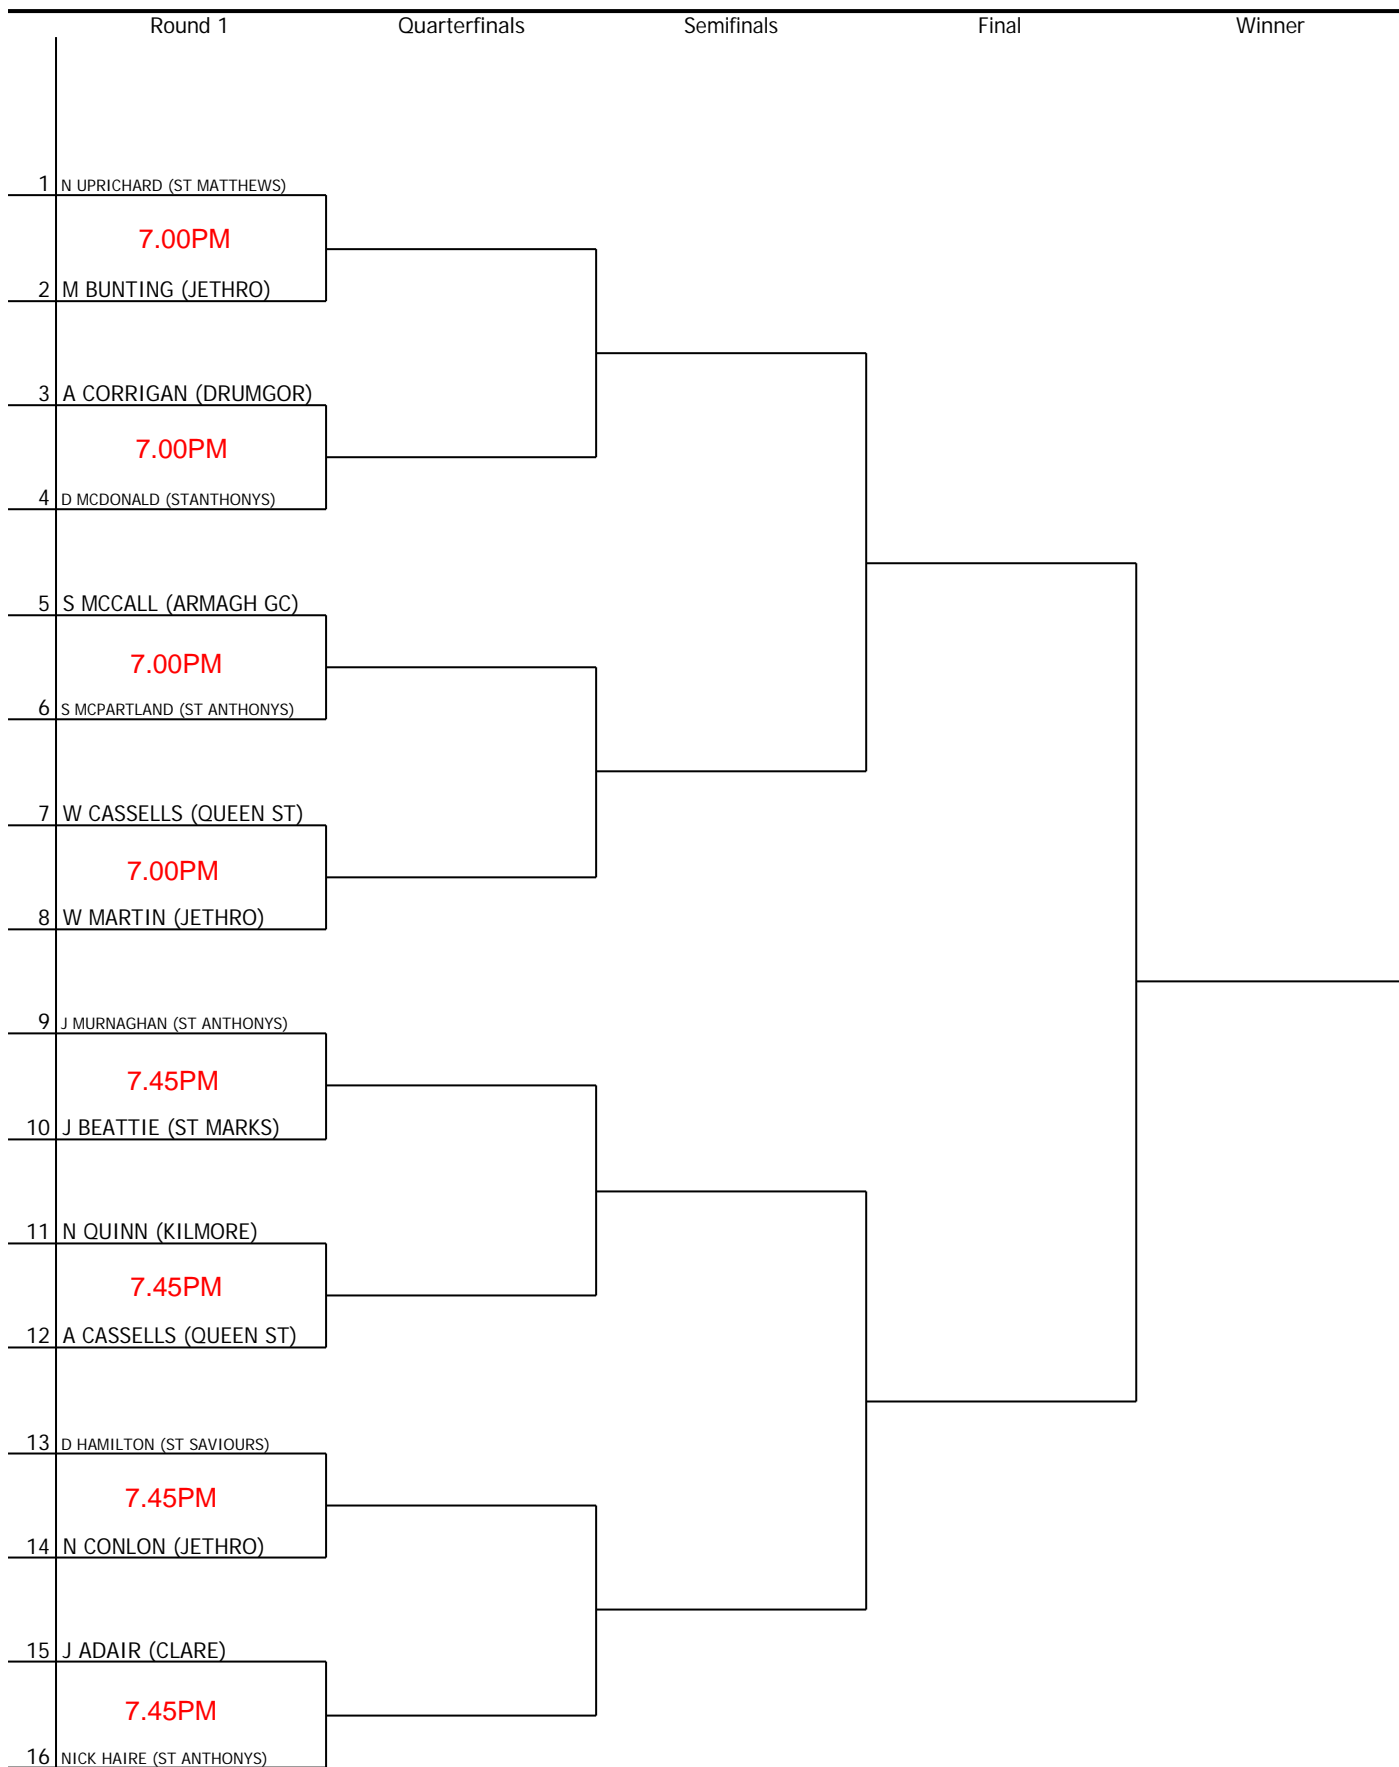 Round 1 Quarterfinals Semifinals Final Winner
1 N UPRICHARD (ST MATTHEWS)
7.00PM
2 M BUNTING (JETHRO)
3 A CORRIGAN (DRUMGOR)
7.00PM
4 D MCDONALD (STANTHONYS)
5 S MCCALL (ARMAGH GC)
7.00PM
6 S MCPARTLAND (ST ANTHONYS)
7 W CASSELLS (QUEEN ST)
7.00PM
8 W MARTIN (JETHRO)
9 J MURNAGHAN (ST ANTHONYS)
7.45PM
10 J BEATTIE (ST MARKS)
11 N QUINN (KILMORE)
7.45PM
12 A CASSELLS (QUEEN ST)
13 D HAMILTON (ST SAVIOURS)
7.45PM
14 N CONLON (JETHRO)
15 J ADAIR (CLARE)
7.45PM
16 NICK HAIRE (ST ANTHONYS)